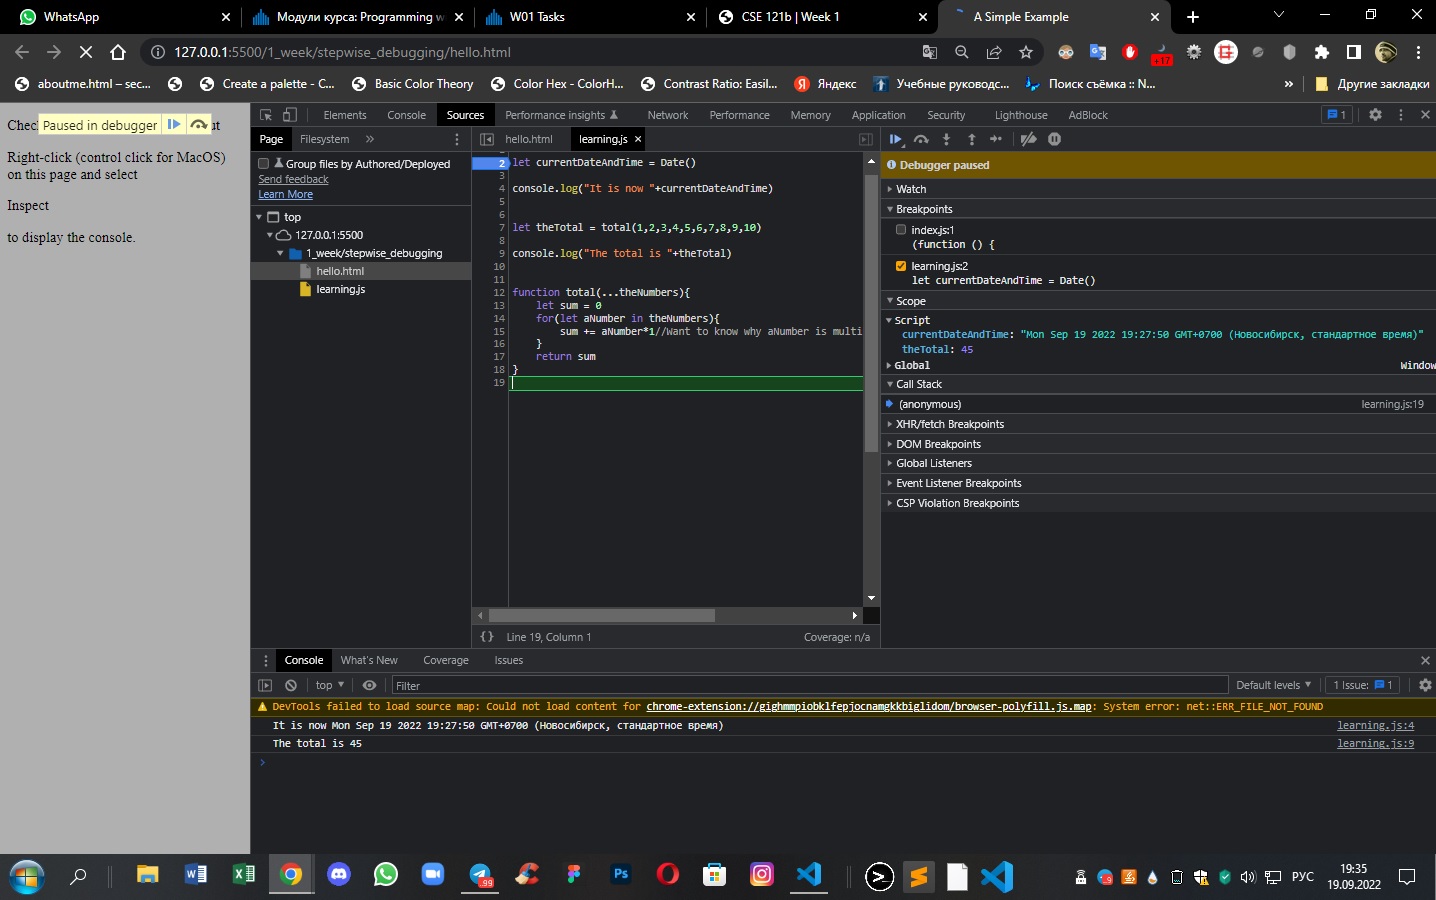 WhatsApp
Модули курса: Programming w
W01 Tasks
CSE 121b | Week 1
A Simple Example
127.0.0.1:5500/1_week/stepwise_debugging/hello.html
+17
aboutme.html – sec...
Create a palette - C...
Basic Color Theory
Color Hex - ColorH...
Contrast Ratio: Easil...
Яндекс
Учебные руководс...
Поиск съёмка :: N...
»
Другие закладки
Paused in debugger
Right-click (control click for MacOS)
on this page and select
Inspect
to display the console.
Elements Console Sources Performance insights Network Performance Memory Application Security Lighthouse AdBlock 1
Page Filesystem »
Group files by Authored/Deployed
Send feedback
Learn More
top
127.0.0.1:5500
1_week/stepwise_debugging
hello.html
learning.js
hello.html learning.js
2 let currentDateAndTime = Date()
3
4 console.log("It is now "+currentDateAndTime)
5
6
7 let theTotal = total(1,2,3,4,5,6,7,8,9,10)
8
9 console.log("The total is "+theTotal)
10
11
12 function total(...theNumbers){
13 let sum = 0
14 for(let aNumber in theNumbers){
15 sum += aNumber*1//Want to know why aNumber is multi
16 }
17 return sum
18 }
19
{} Line 19, Column 1 Coverage: n/a
Debugger paused
Watch
Breakpoints
index.js:1
(function () {
learning.js:2
let currentDateAndTime = Date()
Scope
Script
currentDateAndTime: "Mon Sep 19 2022 19:27:50 GMT+0700 (Новосибирск, стандартное время)"
theTotal: 45
Global Window
Call Stack
(anonymous) learning.js:19
XHR/fetch Breakpoints
DOM Breakpoints
Global Listeners
Event Listener Breakpoints
CSP Violation Breakpoints
Console What's New Coverage Issues
top Filter Default levels 1 Issue: 1
DevTools failed to load source map: Could not load content for chrome-extension://gighmmpiobklfepjocnamgkkbiglidom/browser-polyfill.js.map: System error: net::ERR_FILE_NOT_FOUND
It is now Mon Sep 19 2022 19:27:50 GMT+0700 (Новосибирск, стандартное время) learning.js:4
The total is 45 learning.js:9
99
Ps
РУС
19:35
19.09.2022